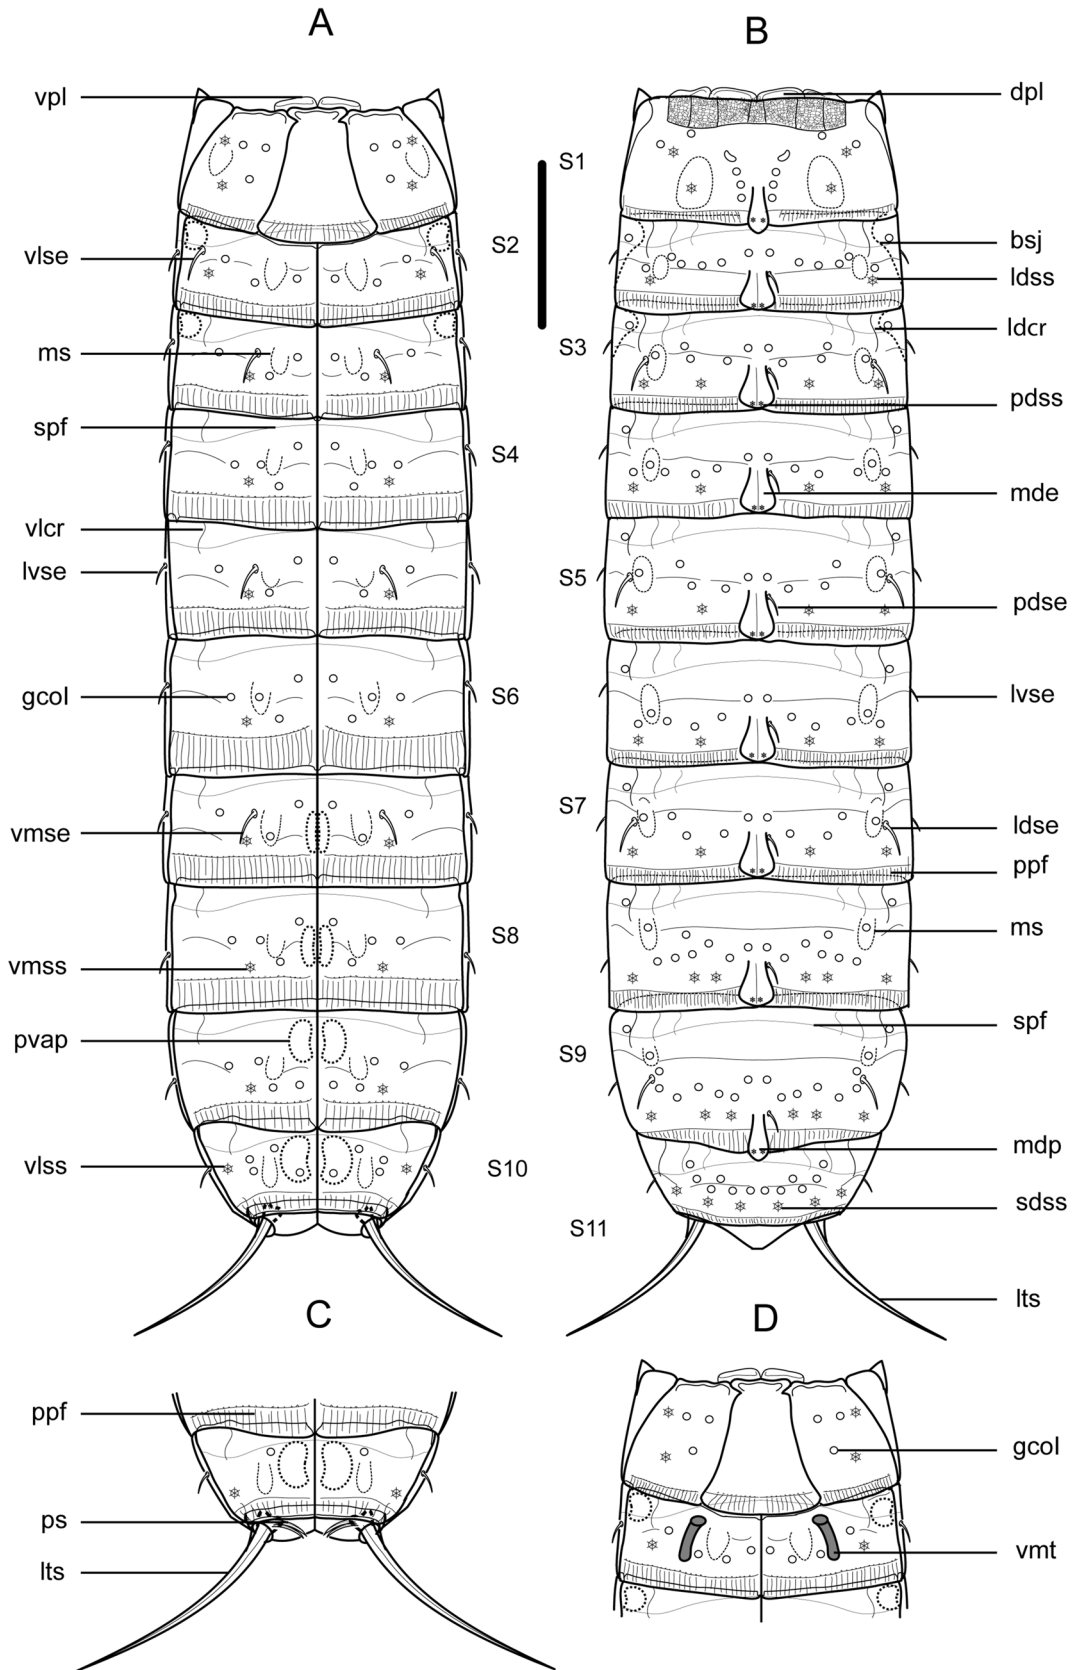 A
B
vpl
dpl
S1
S2
bsj
vlse
ldss
ldcr
S3
ms
pdss
spf
S4
mde
vlcr
lvse
S5
pdse
gcol
S6
lvse
S7
vmse
ldse
ppf
S8
ms
vmss
spf
pvap
S9
mdp
vlss
S10
sdss
S11
lts
C
D
ppf
gcol
ps
vmt
lts